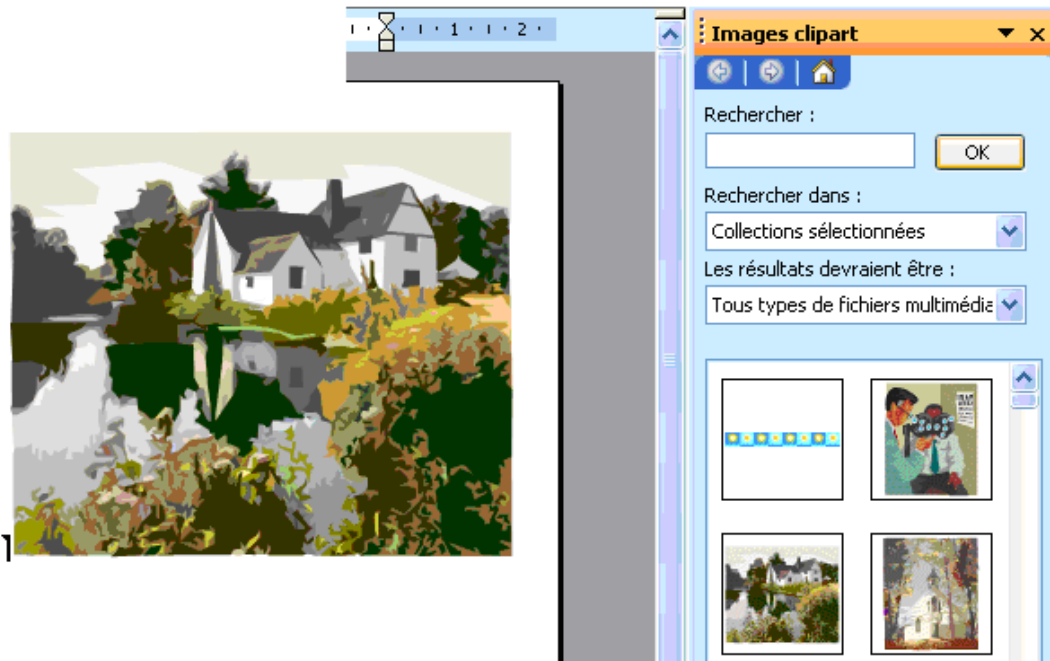 1 2
Images clipart
Rechercher :
OK
Rechercher dans :
Collections sélectionnées
Les résultats devraient être :
Tous types de fichiers multimédia